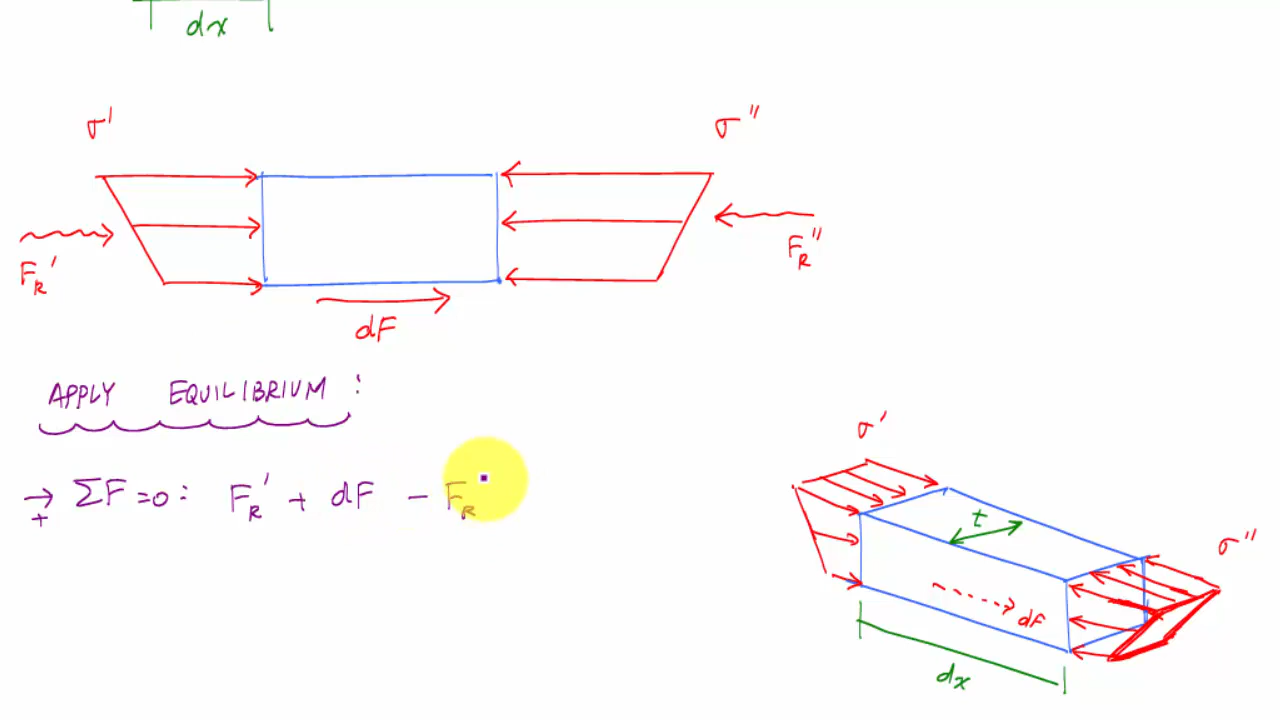 dx
σ' σ"
F_R' F_R"
dF
APPLY EQUILIBRIUM :
→+ ΣF=0: F_R' + dF - F_R
σ'
t
σ"
dF
dx